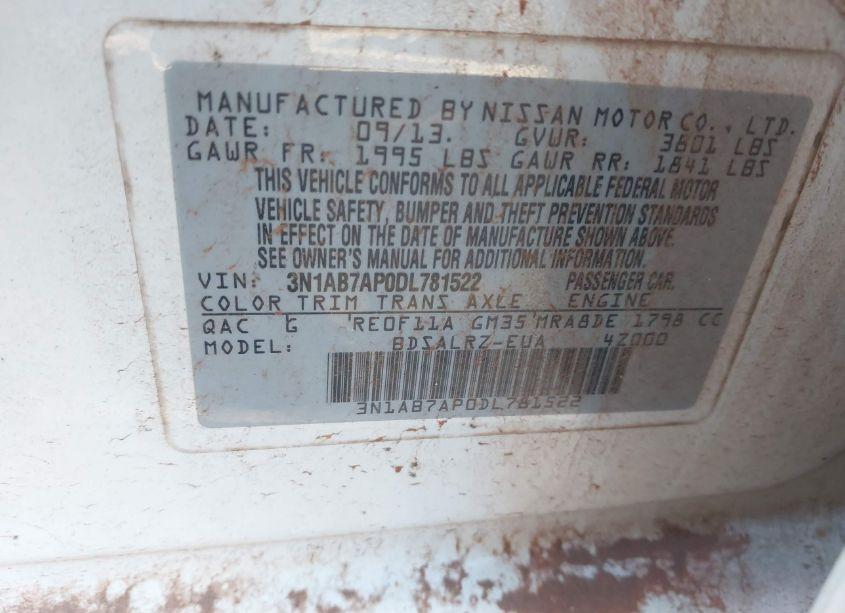 MANUFACTURED BY NISSAN MOTOR CO., LTD.
DATE: 09/13. GVWR: 3601 LBS
GAWR FR: 1995 LBS GAWR RR: 1841 LBS
THIS VEHICLE CONFORMS TO ALL APPLICABLE FEDERAL MOTOR
VEHICLE SAFETY, BUMPER AND THEFT PREVENTION STANDARDS
IN EFFECT ON THE DATE OF MANUFACTURE SHOWN ABOVE.
SEE OWNER'S MANUAL FOR ADDITIONAL INFORMATION.
VIN: 3N1AB7AP0DL781522 PASSENGER CAR.
COLOR TRIM TRANS AXLE ENGINE
QAC G RE0F11A GM35 MRA8DE 1798 CC
MODEL: BDSALRZ-EUA 4Z000
3N1AB7AP0DL781522